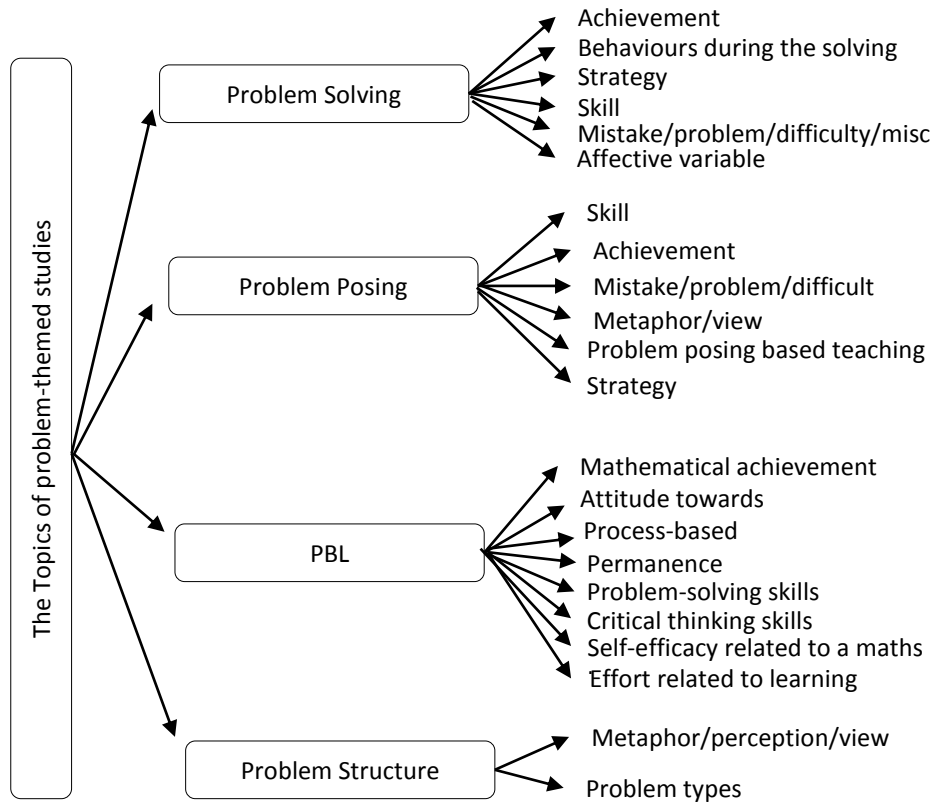 The Topics of problem-themed studies
Problem Solving
Achievement
Behaviours during the solving
Strategy
Skill
Mistake/problem/difficulty/misc
Affective variable
Problem Posing
Skill
Achievement
Mistake/problem/difficult
Metaphor/view
Problem posing based teaching
Strategy
PBL
Mathematical achievement
Attitude towards
Process-based
Permanence
Problem-solving skills
Critical thinking skills
Self-efficacy related to a maths
Effort related to learning
Problem Structure
Metaphor/perception/view
Problem types